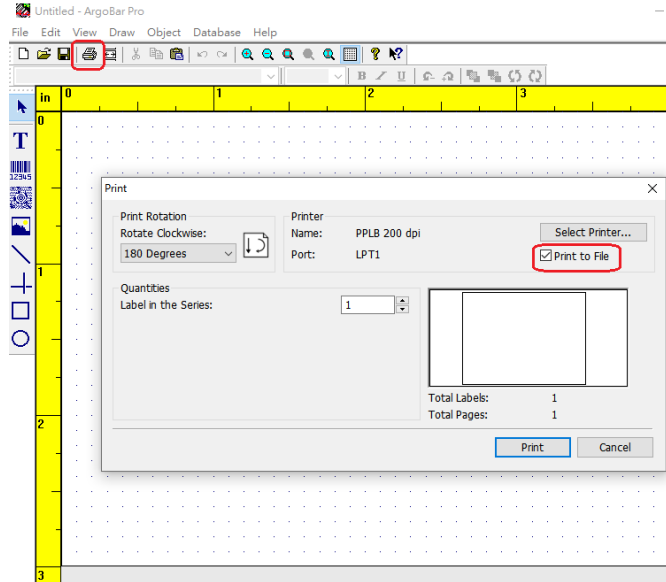 Untitled - ArgoBar Pro
File Edit View Draw Object Database Help
B Z U
in 0 1 2 3
0
T
12345
1
2
3
Print
Print Rotation
Rotate Clockwise:
180 Degrees
Printer
Name: PPLB 200 dpi
Port: LPT1
Select Printer...
Print to File
Quantities
Label in the Series: 1
Total Labels: 1
Total Pages: 1
Print Cancel